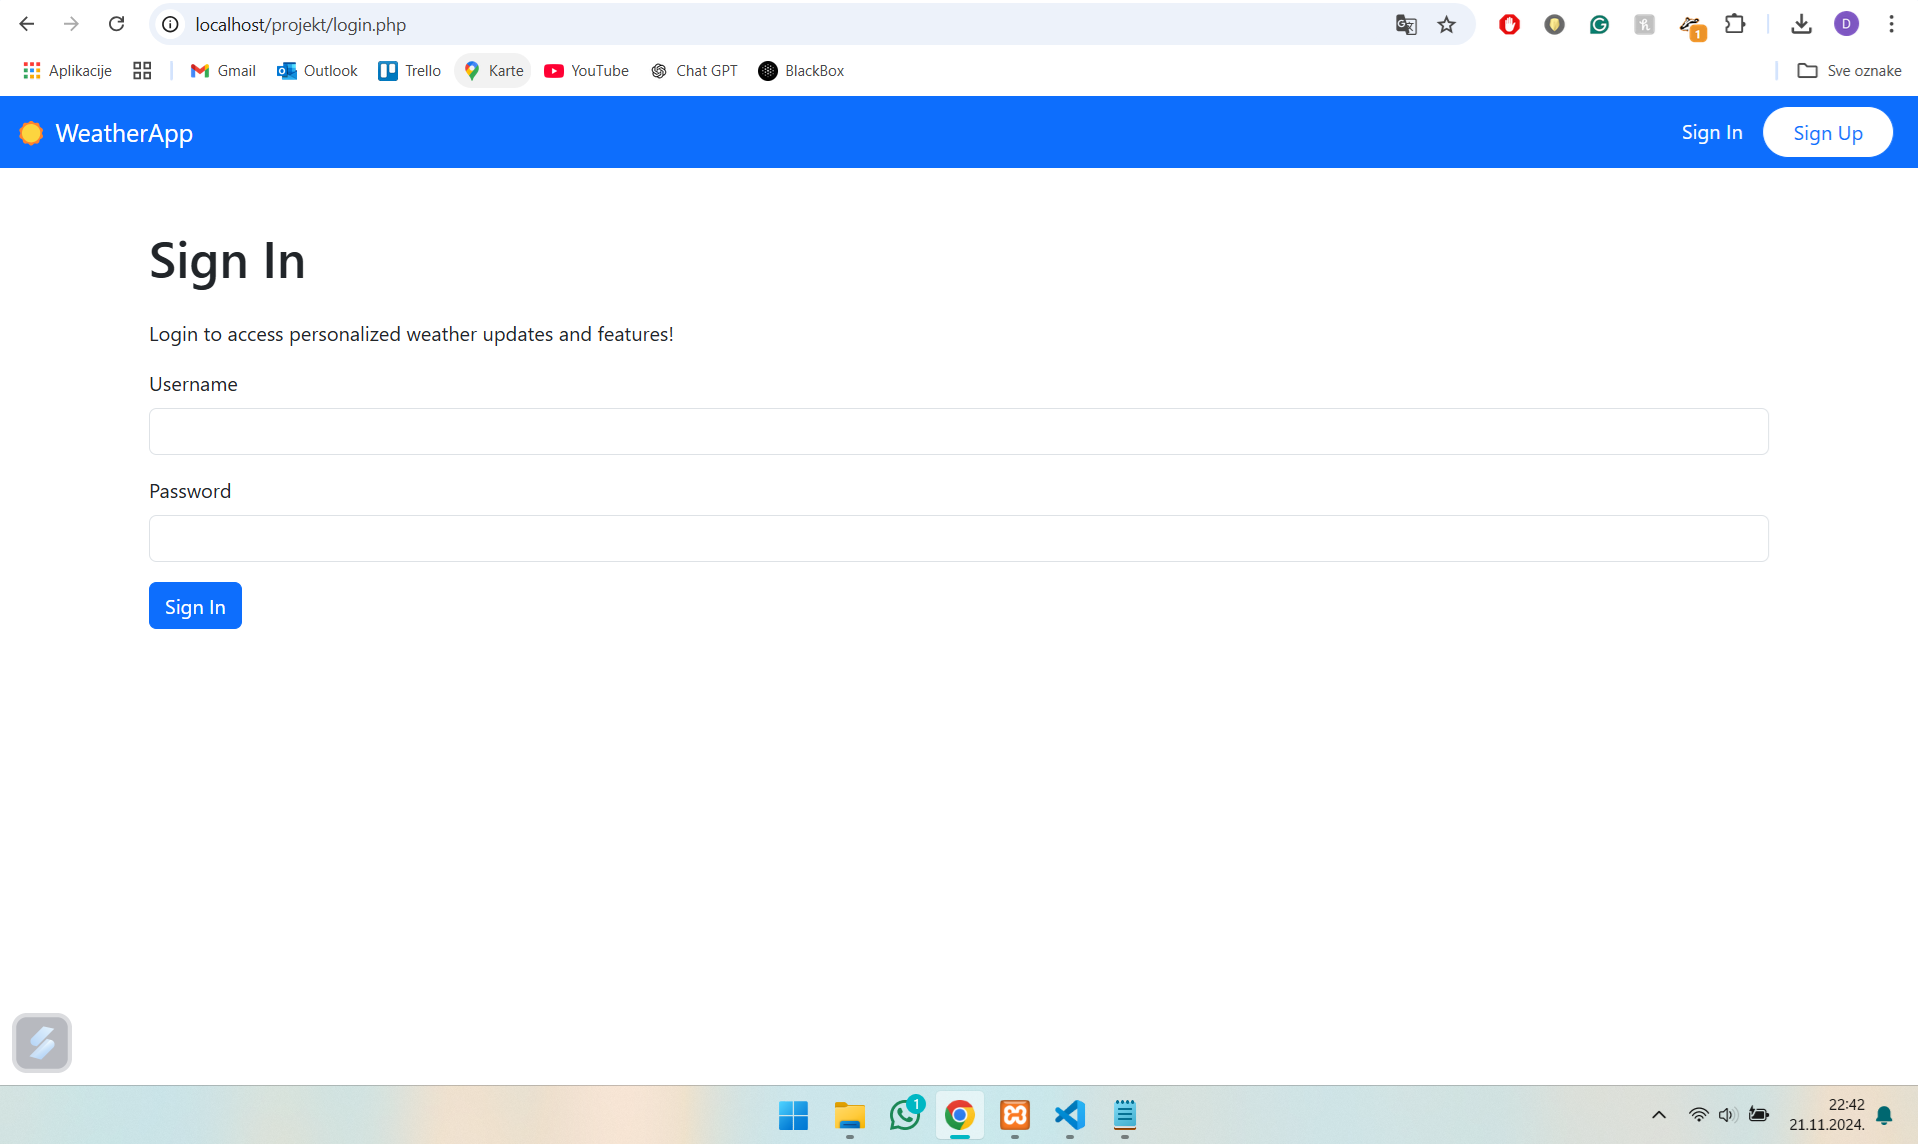 localhost/projekt/login.php
1
D
Aplikacije
Gmail
Outlook
Trello
Karte
YouTube
Chat GPT
BlackBox
Sve oznake
WeatherApp
Sign In
Sign Up
Sign In
Login to access personalized weather updates and features!
Username
Password
Sign In
1
22:42
21.11.2024.